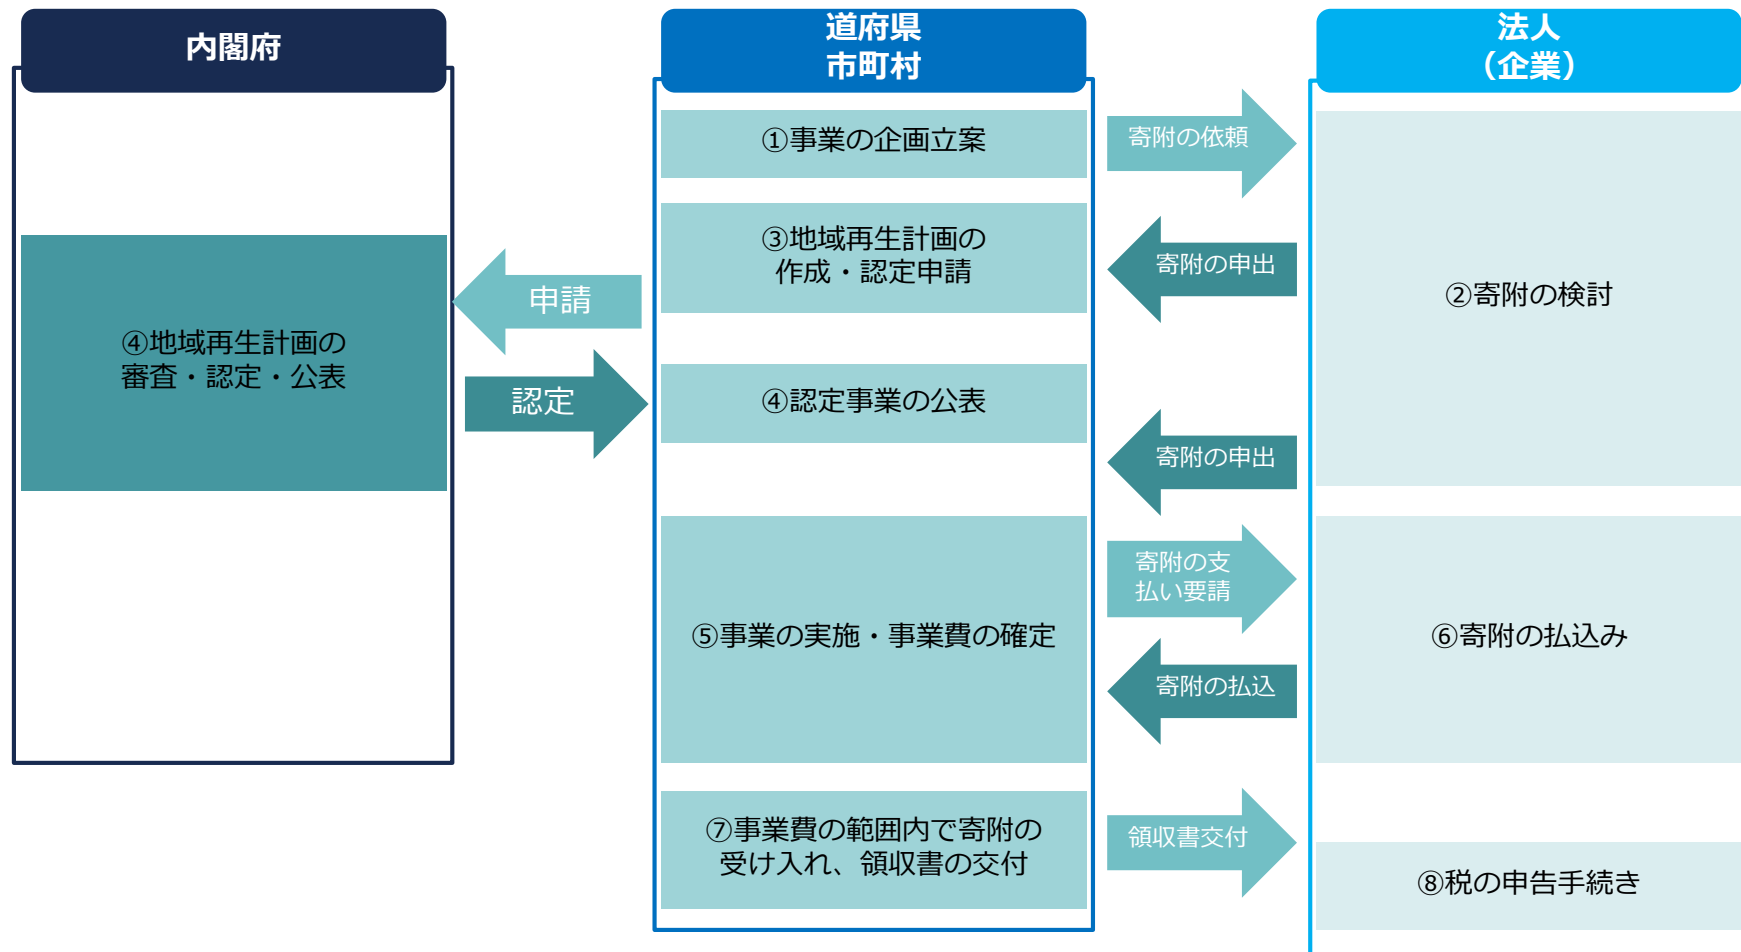 内閣府
道府県
市町村
法人
（企業）
①事業の企画立案
寄附の依頼
③地域再生計画の
作成・認定申請
寄附の申出
②寄附の検討
申請
④地域再生計画の
審査・認定・公表
認定
④認定事業の公表
寄附の申出
寄附の支
払い要請
⑤事業の実施・事業費の確定
⑥寄附の払込み
寄附の払込
⑦事業費の範囲内で寄附の
受け入れ、領収書の交付
領収書交付
⑧税の申告手続き